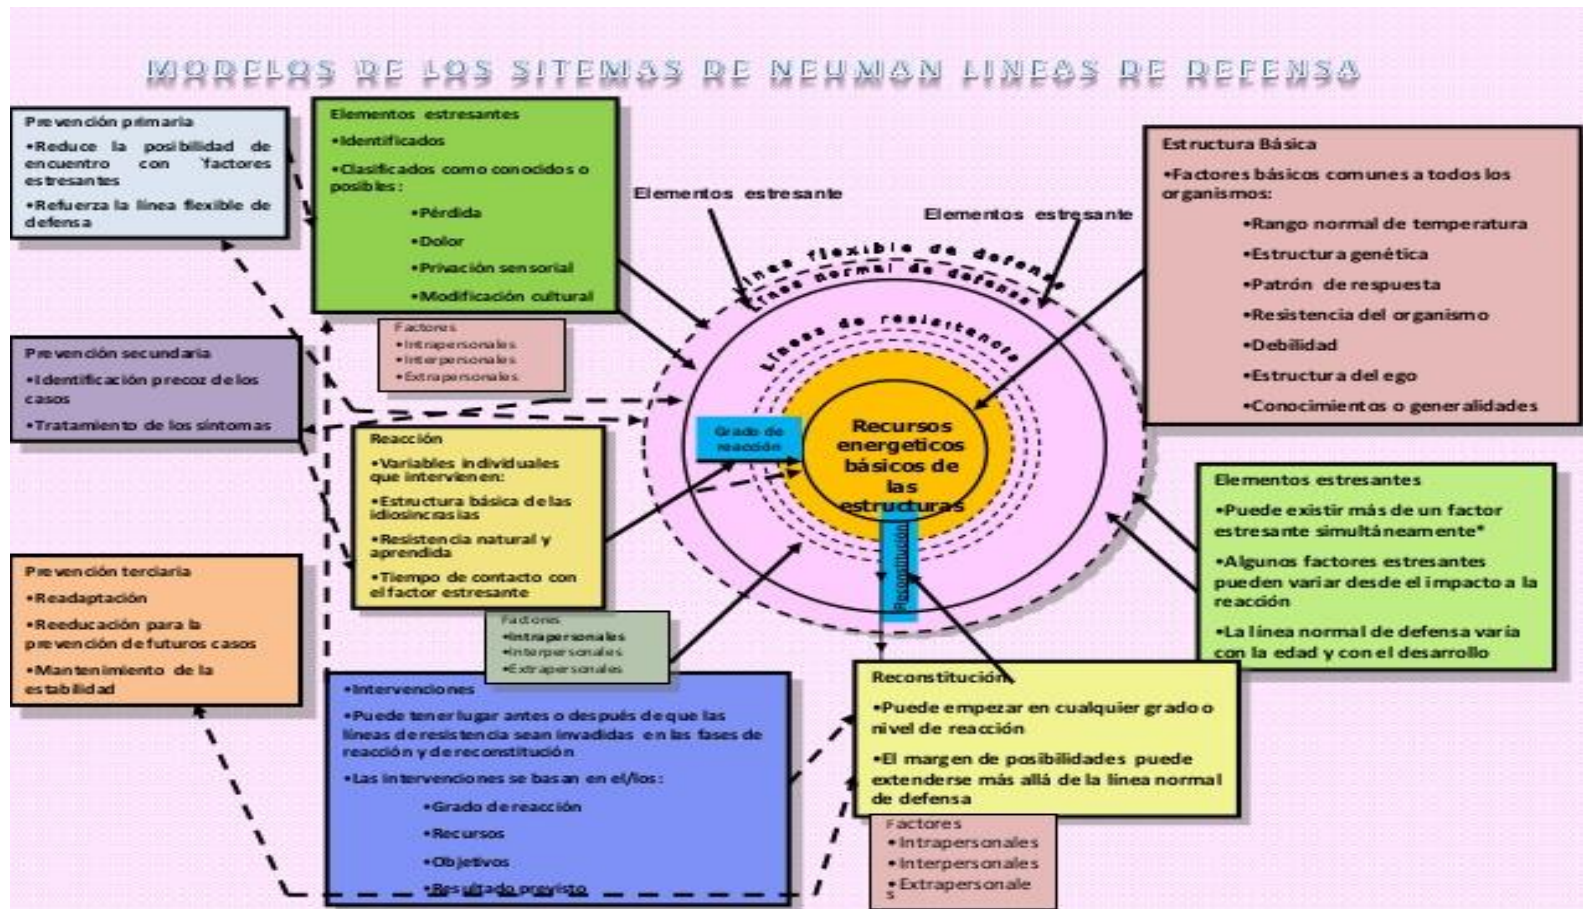 MODELOS DE LOS SITEMAS DE NEUMAN LINEAS DE DEFENSA
Prevención primaria
•Reduce la posibilidad de
encuentro con 'factores
estresantes
•Refuerza la línea flexible de
defensa
Elementos estresantes
•Identificados
•Clasificados como conocidos o
posibles:
•Pérdida
•Dolor
•Privación sensorial
•Modificación cultural
Factores
•Intrapersonales
•Interpersonales
•Extrapersonales
Elementos estresante
Elementos estresante
Estructura Básica
•Factores básicos comunes a todos los
organismos:
•Rango normal de temperatura
•Estructura genética
•Patrón de respuesta
•Resistencia del organismo
•Debilidad
•Estructura del ego
•Conocimientos o generalidades
Línea flexible de defensa
Línea normal de defensa
Líneas de resisitencia
Grado de
reacción
Recursos
energeticos
básicos de
las
estructuras
Reconstitución
Prevención secundaria
•Identificación precoz de los
casos
•Tratamiento de los síntomas
Reacción
•Variables individuales
que intervienen:
•Estructura básica de las
idiosincrasias
•Resistencia natural y
aprendida
•Tiempo de contacto con
el factor estresante
Factores
•Intrapersonales
•Interpersonales
•Extrapersonales
Elementos estresantes
•Puede existir más de un factor
estresante simultáneamente*
•Algunos factores estresantes
pueden variar desde el impacto a la
reacción
•La línea normal de defensa varía
con la edad y con el desarrollo
Prevención terciaria
•Readaptación
•Reeducación para la
prevención de futuros casos
•Mantenimiento de la
estabilidad
•Intervenciones
•Puede tener lugar antes o después de que las
líneas de resistencia sean invadidas en las fases de
reacción y de reconstitución
•Las intervenciones se basan en el/los:
•Grado de reacción
•Recursos
•Objetivos
•Resultado previsto
Reconstitución
•Puede empezar en cualquier grado o
nivel de reacción
•El margen de posibilidades puede
extenderse más allá de la línea normal
de defensa
Factores
•Intrapersonales
•Interpersonales
•Extrapersonale
s